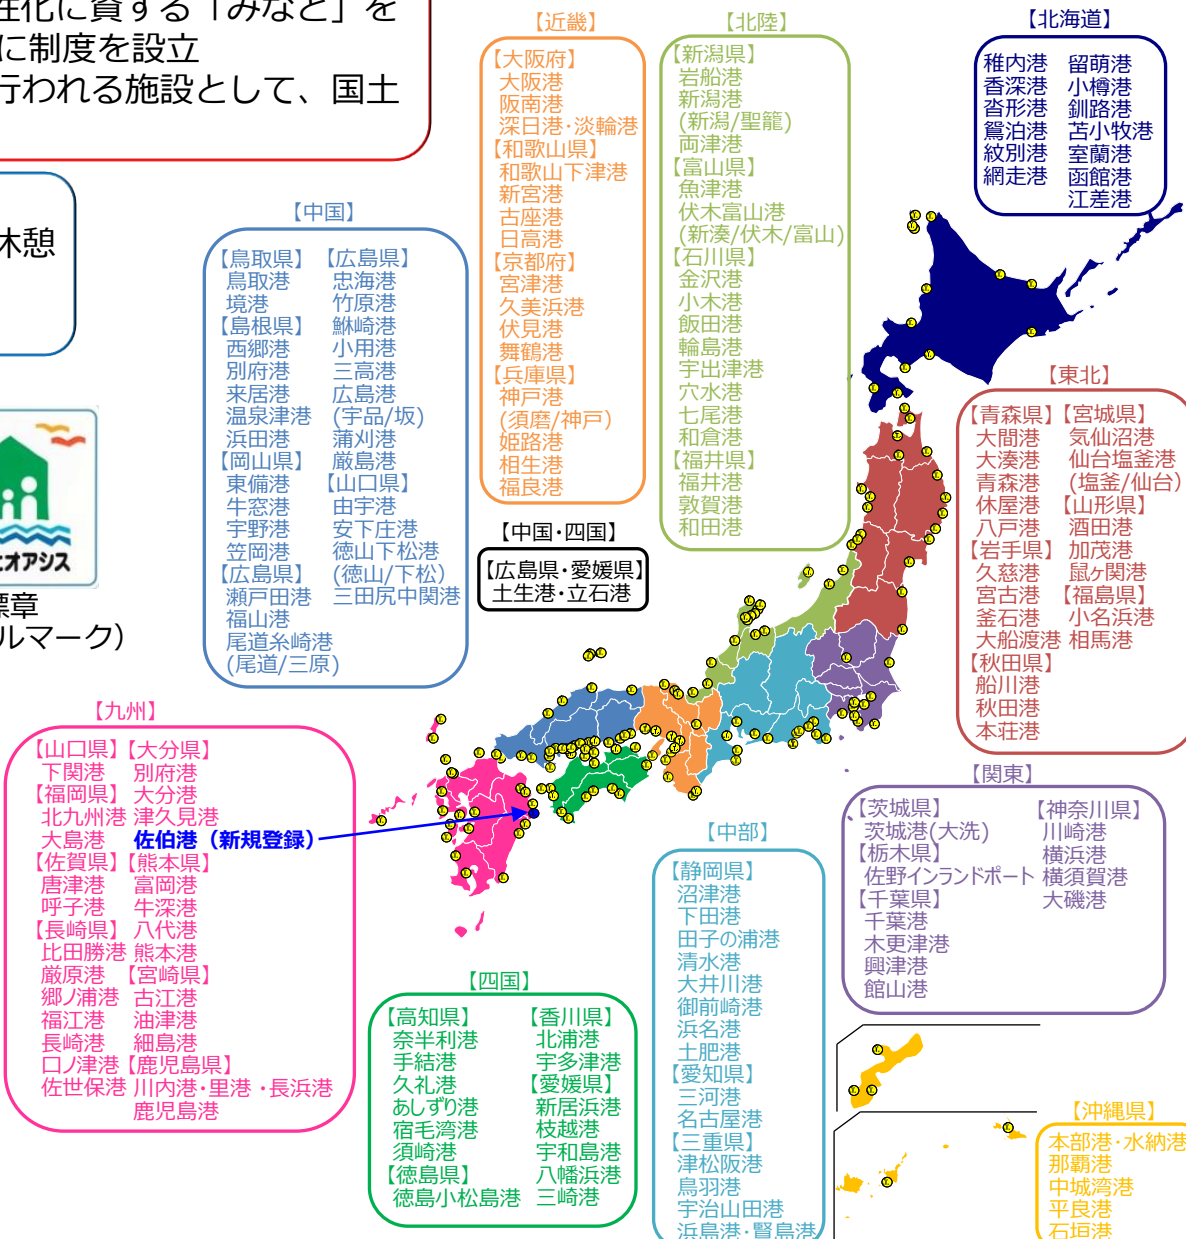 性化に資する「みなと」を
に制度を設立
行われる施設として、国土
休憩
とオアシス
標章
ルマーク)
【近畿】
【大阪府】
大阪港
阪南港
深日港・淡輪港
【和歌山県】
和歌山下津港
新宮港
古座港
日高港
【京都府】
宮津港
久美浜港
伏見港
舞鶴港
【兵庫県】
神戸港
(須磨/神戸)
姫路港
相生港
福良港
【北陸】
【新潟県】
岩船港
新潟港
(新潟/聖籠)
両津港
【富山県】
魚津港
伏木富山港
(新湊/伏木/富山)
【石川県】
金沢港
小木港
飯田港
輪島港
宇出津港
穴水港
七尾港
和倉港
【福井県】
福井港
敦賀港
和田港
【北海道】
稚内港 留萌港
香深港 小樽港
沓形港 釧路港
鴛泊港 苫小牧港
紋別港 室蘭港
網走港 函館港
江差港
【中国】
【鳥取県】
鳥取港
境港
【島根県】
西郷港
別府港
来居港
温泉津港
浜田港
【岡山県】
東備港
牛窓港
宇野港
笠岡港
【広島県】
瀬戸田港
福山港
尾道糸崎港
(尾道/三原)
【広島県】
忠海港
竹原港
鮴崎港
小用港
三高港
広島港
(宇品/坂)
蒲刈港
厳島港
【山口県】
由宇港
安下庄港
徳山下松港
(徳山/下松)
三田尻中関港
【中国・四国】
【広島県・愛媛県】
土生港・立石港
【東北】
【青森県】
大間港
大湊港
青森港
休屋港
八戸港
【岩手県】
久慈港
宮古港
釜石港
大船渡港
【秋田県】
船川港
秋田港
本荘港
【宮城県】
気仙沼港
仙台塩釜港
(塩釜/仙台)
【山形県】
酒田港
加茂港
鼠ヶ関港
【福島県】
小名浜港
相馬港
【九州】
【山口県】
下関港
【福岡県】
北九州港
大島港
【佐賀県】
唐津港
呼子港
【長崎県】
比田勝港
厳原港
郷ノ浦港
福江港
長崎港
口ノ津港
佐世保港
【大分県】
別府港
大分港
津久見港
佐伯港(新規登録)
【熊本県】
富岡港
牛深港
八代港
熊本港
【宮崎県】
古江港
油津港
細島港
【鹿児島県】
川内港・里港・長浜港
鹿児島港
【関東】
【茨城県】
茨城港(大洗)
【栃木県】
佐野インランドポート
【千葉県】
千葉港
木更津港
興津港
館山港
【神奈川県】
川崎港
横浜港
横須賀港
大磯港
【中部】
【静岡県】
沼津港
下田港
田子の浦港
清水港
大井川港
御前崎港
浜名港
土肥港
【愛知県】
三河港
名古屋港
【三重県】
津松阪港
鳥羽港
宇治山田港
浜島港・賢島港
【四国】
【高知県】
奈半利港
手結港
久礼港
あしずり港
宿毛湾港
須崎港
【徳島県】
徳島小松島港
【香川県】
北浦港
宇多津港
【愛媛県】
新居浜港
枝越港
宇和島港
八幡浜港
三崎港
【沖縄県】
本部港・水納港
那覇港
中城湾港
平良港
石垣港